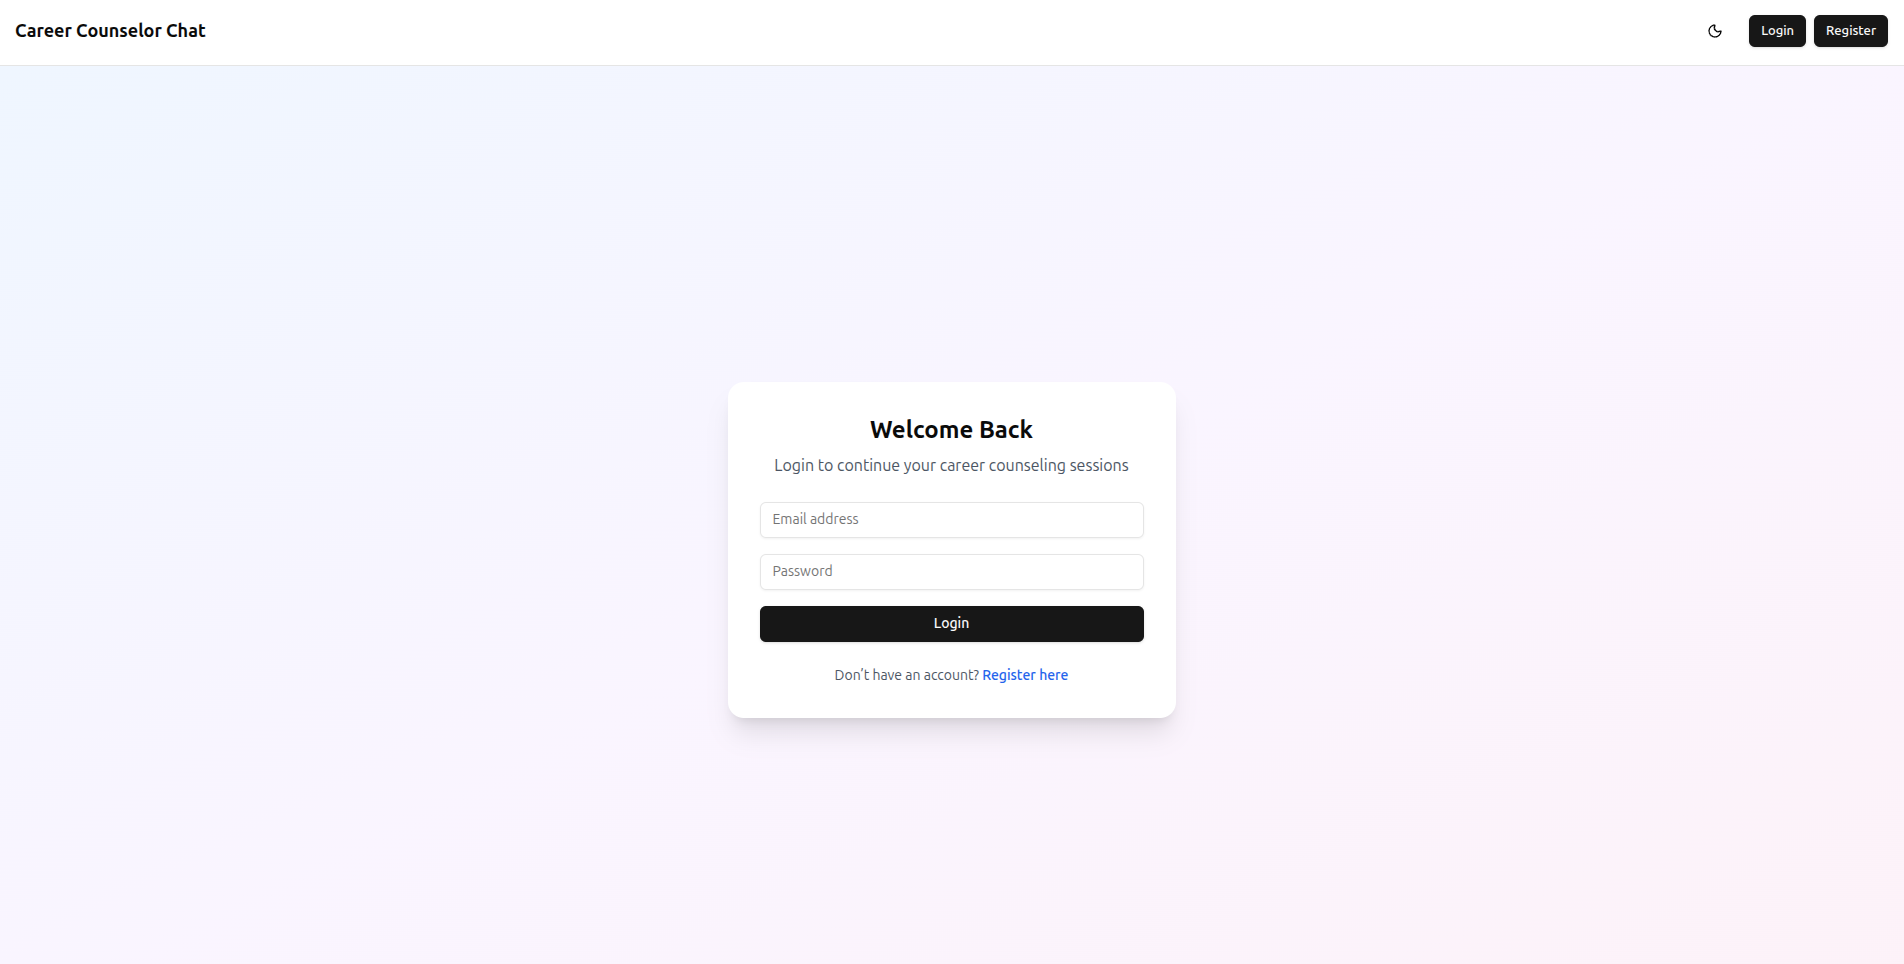 Career Counselor Chat
Login
Register
Welcome Back
Login to continue your career counseling sessions
Email address
Password
Login
Don't have an account? Register here